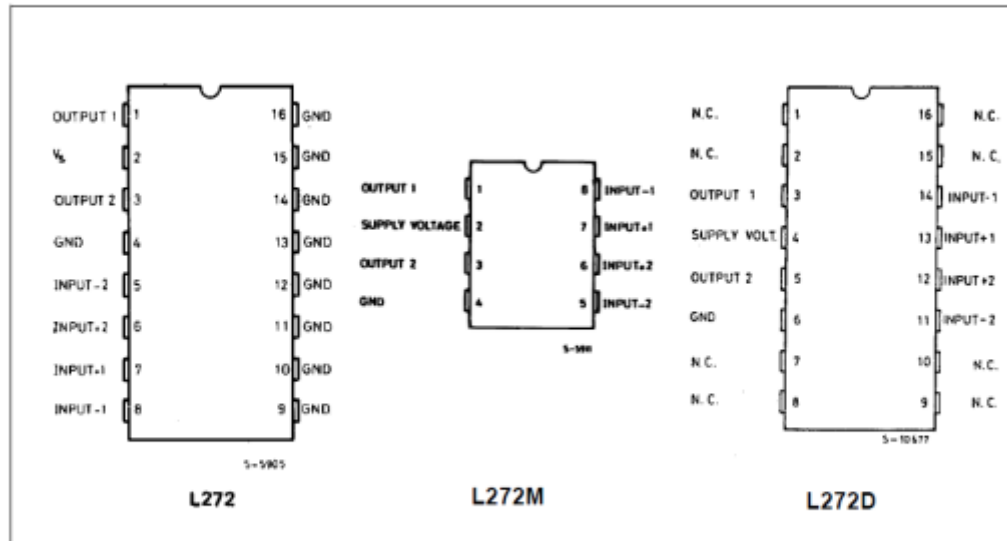 OUTPUT 1 1 16 GND
Vs 2 15 GND
OUTPUT 2 3 14 GND
GND 4 13 GND
INPUT-2 5 12 GND
INPUT+2 6 11 GND
INPUT+1 7 10 GND
INPUT-1 8 9 GND
S-5905
L272
OUTPUT 1 1 8 INPUT-1
SUPPLY VOLTAGE 2 7 INPUT+1
OUTPUT 2 3 6 INPUT+2
GND 4 5 INPUT-2
L272M
N.C. 1 16 N.C.
N.C. 2 15 N.C.
OUTPUT 1 3 14 INPUT-1
SUPPLY VOLT. 4 13 INPUT+1
OUTPUT 2 5 12 INPUT+2
GND 6 11 INPUT-2
N.C. 7 10 N.C.
N.C. 8 9 N.C.
S-10677
L272D